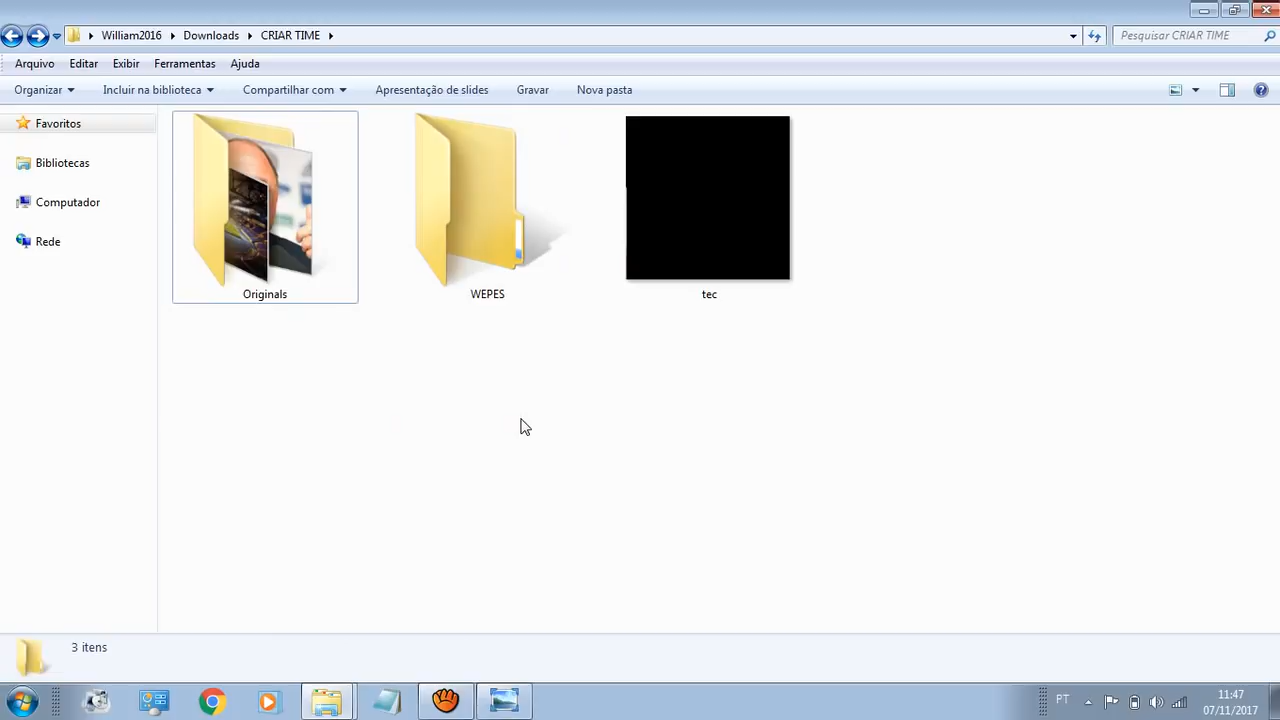 William2016 Downloads CRIAR TIME
Pesquisar CRIAR TIME
Arquivo Editar Exibir Ferramentas Ajuda
Organizar Incluir na biblioteca Compartilhar com Apresentação de slides Gravar Nova pasta
Favoritos
Bibliotecas
Computador
Rede
Originals
WEPES
tec
3 itens
PT
11:47
07/11/2017